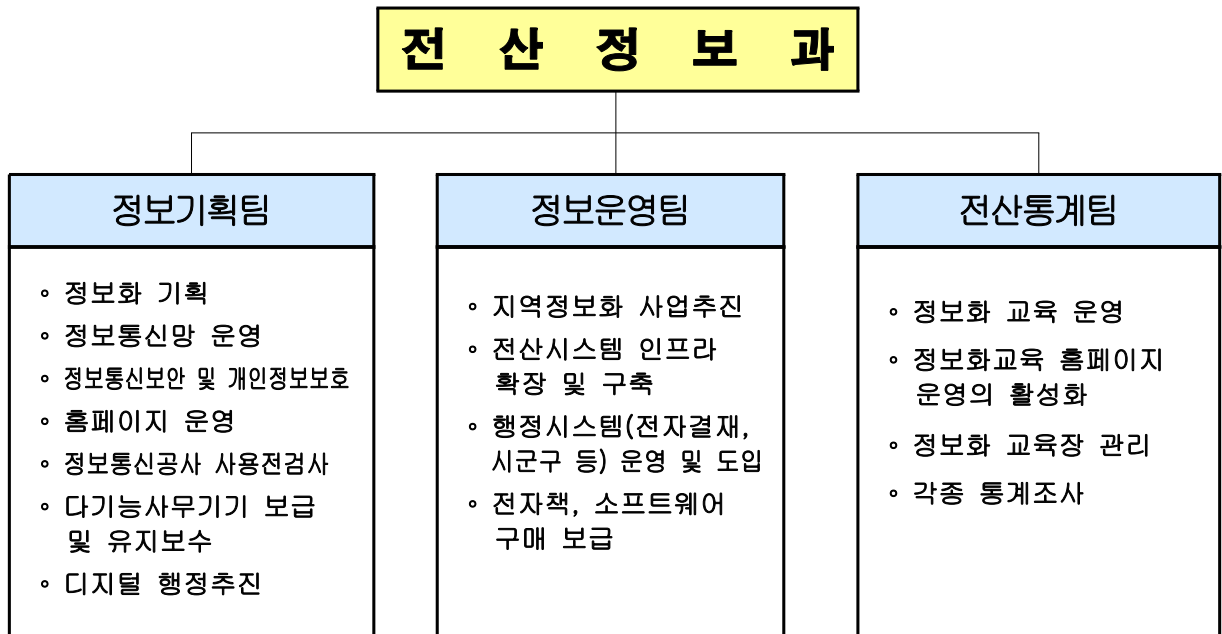 전 산 정 보 과
정보기획팀
∘ 정보화 기획
∘ 정보통신망 운영
∘ 정보통신보안 및 개인정보보호
∘ 홈페이지 운영
∘ 정보통신공사 사용전검사
∘ 다기능사무기기 보급
및 유지보수
∘ 디지털 행정추진
정보운영팀
∘ 지역정보화 사업추진
∘ 전산시스템 인프라
확장 및 구축
∘ 행정시스템(전자결재,
시군구 등) 운영 및 도입
∘ 전자책, 소프트웨어
구매 보급
전산통계팀
∘ 정보화 교육 운영
∘ 정보화교육 홈페이지
운영의 활성화
∘ 정보화 교육장 관리
∘ 각종 통계조사